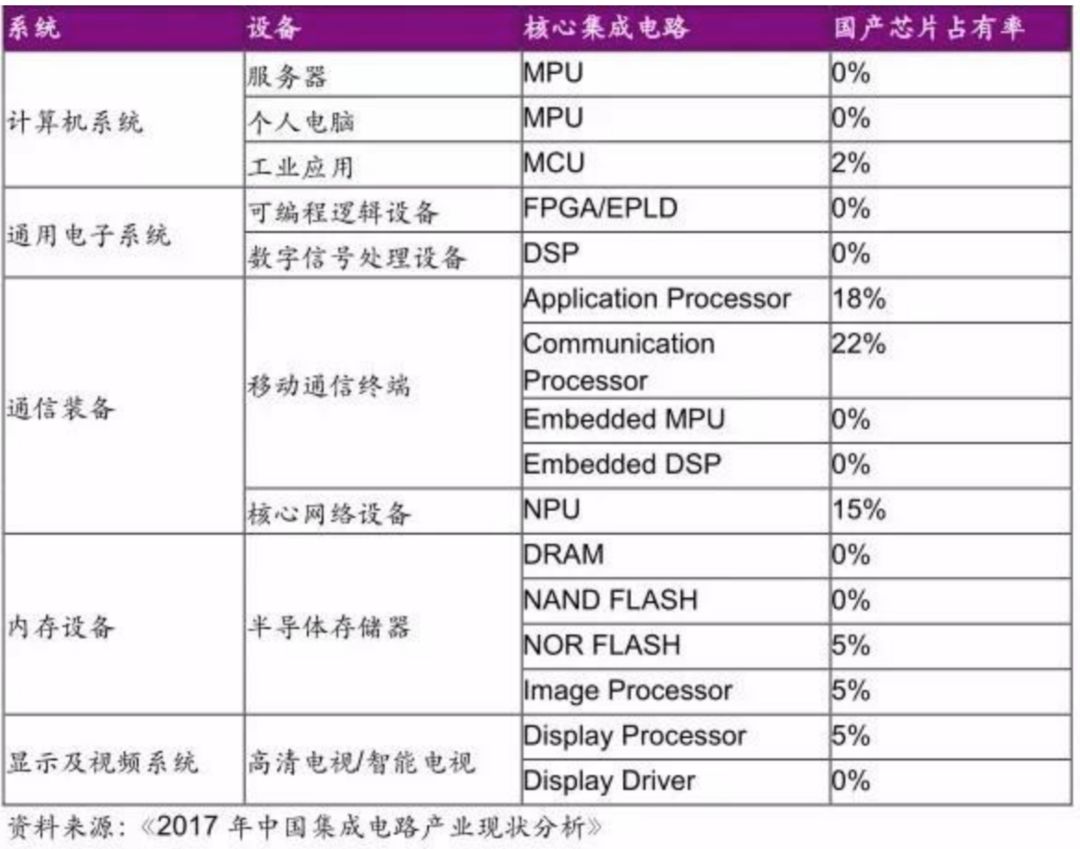 系统 设备 核心集成电路 国产芯片占有率
计算机系统 服务器 MPU 0%
个人电脑 MPU 0%
工业应用 MCU 2%
通用电子系统 可编程逻辑设备 FPGA/EPLD 0%
数字信号处理设备 DSP 0%
通信装备 移动通信终端 Application Processor 18%
Communication 22%
Processor
Embedded MPU 0%
Embedded DSP 0%
核心网络设备 NPU 15%
内存设备 半导体存储器 DRAM 0%
NAND FLASH 0%
NOR FLASH 5%
Image Processor 5%
显示及视频系统 高清电视/智能电视 Display Processor 5%
Display Driver 0%
资料来源：《2017 年中国集成电路产业现状分析》